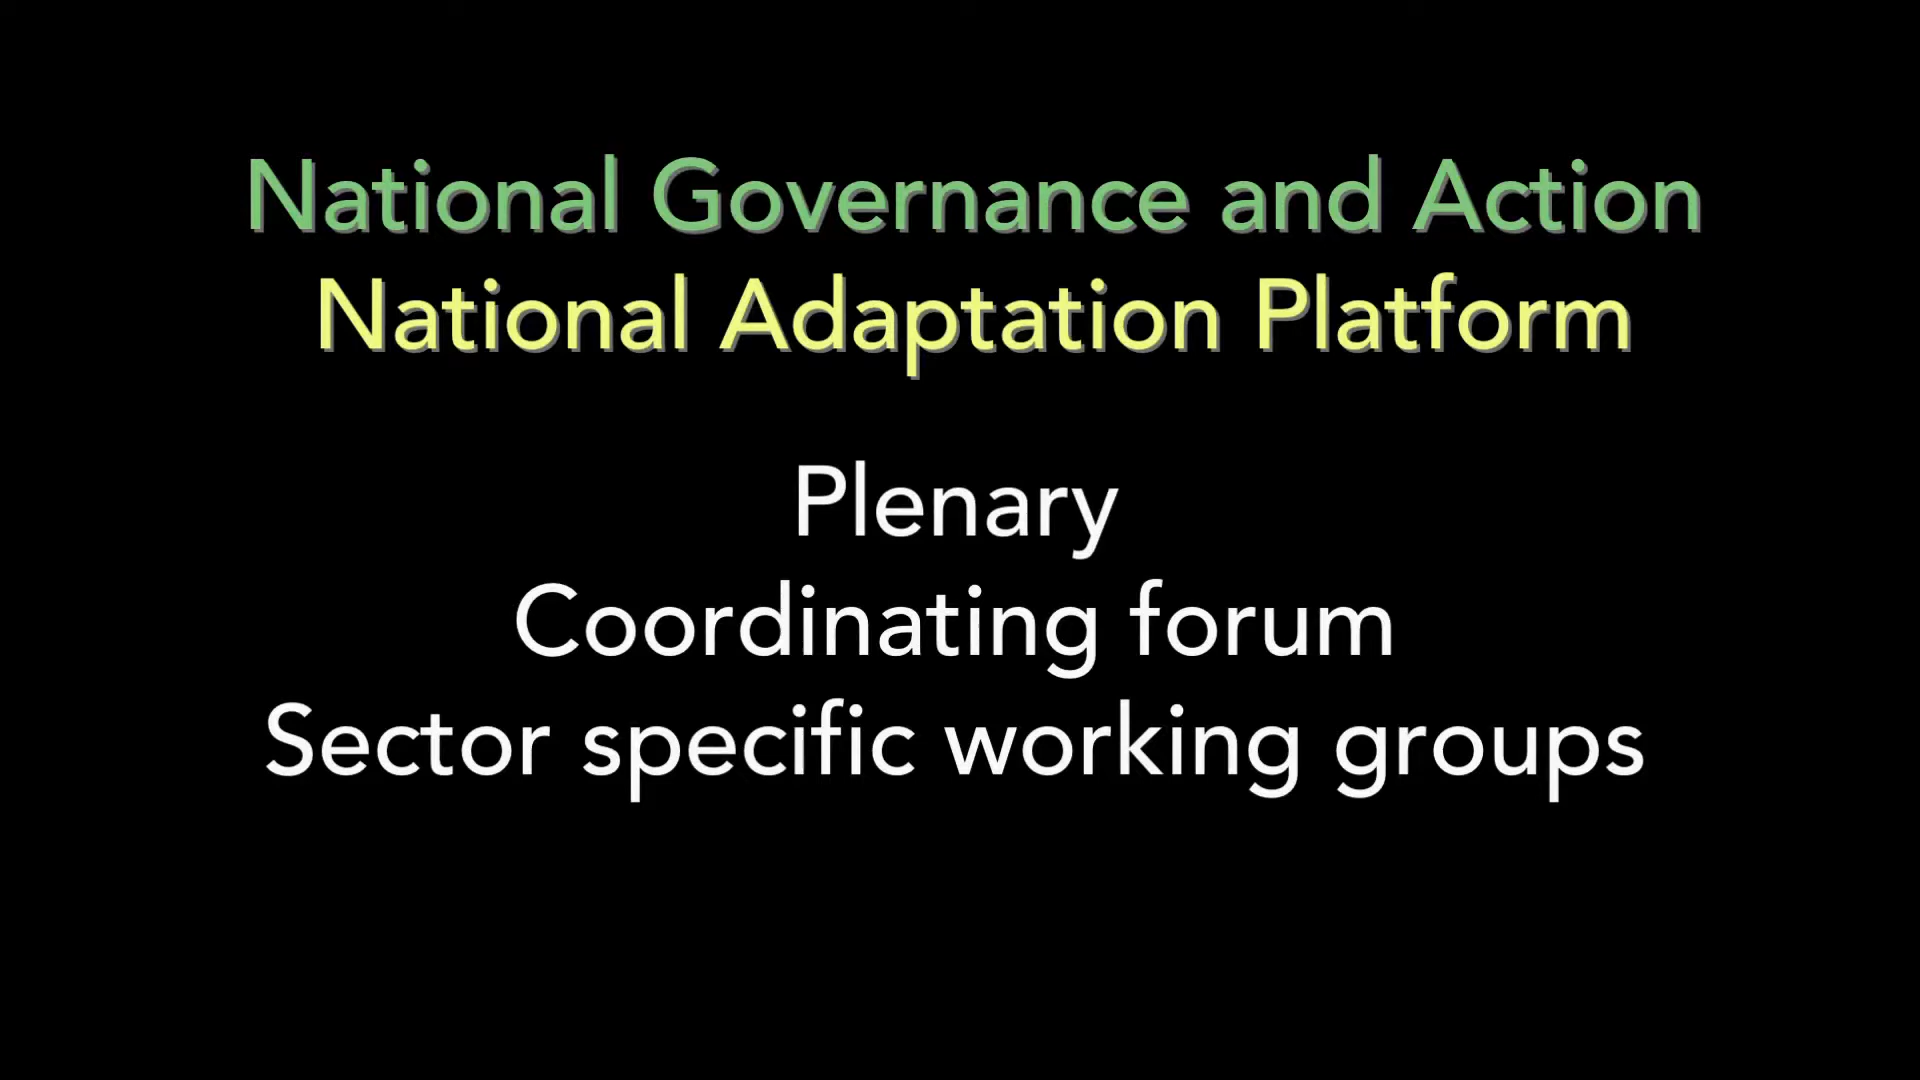 National Governance and Action
National Adaptation Platform
Plenary
Coordinating forum
Sector specific working groups